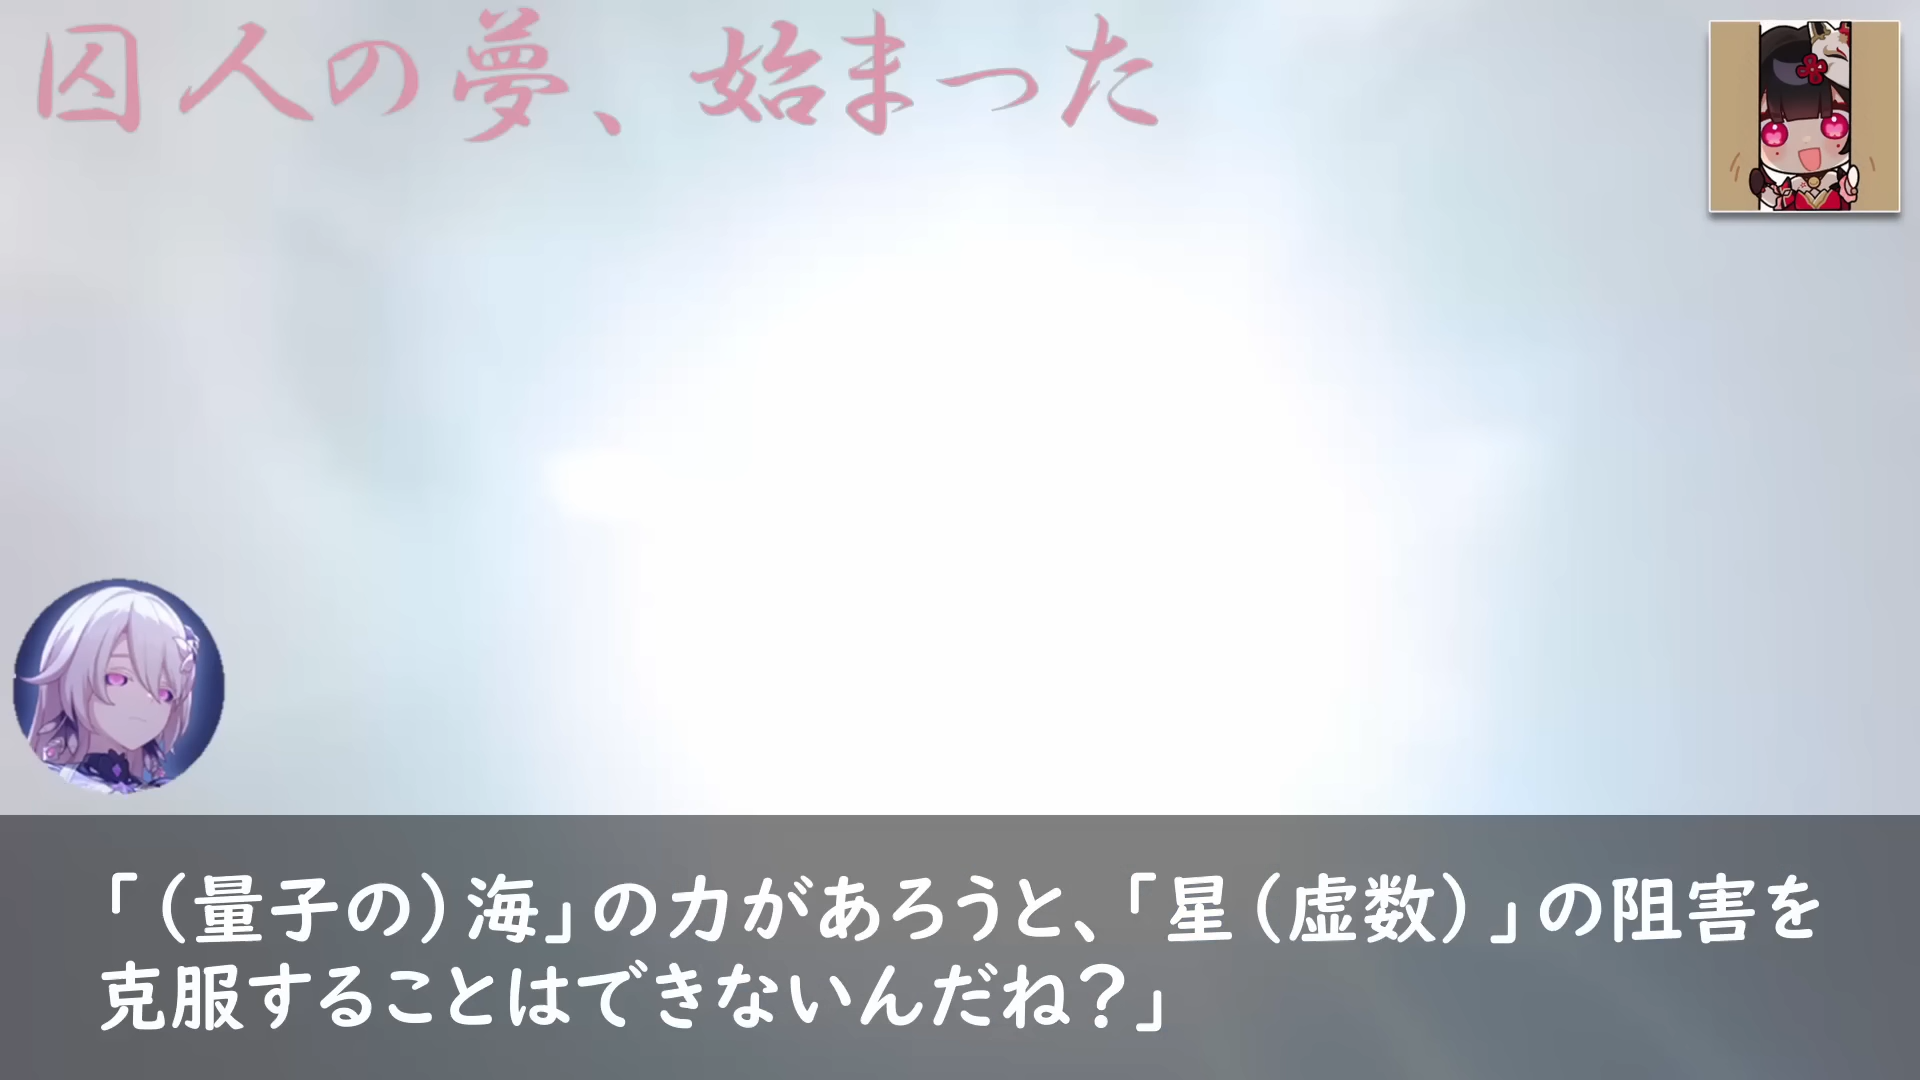 囚人の夢、始まった
「（量子の）海」の力があろうと、「星（虚数）」の阻害を
克服することはできないんだね？」